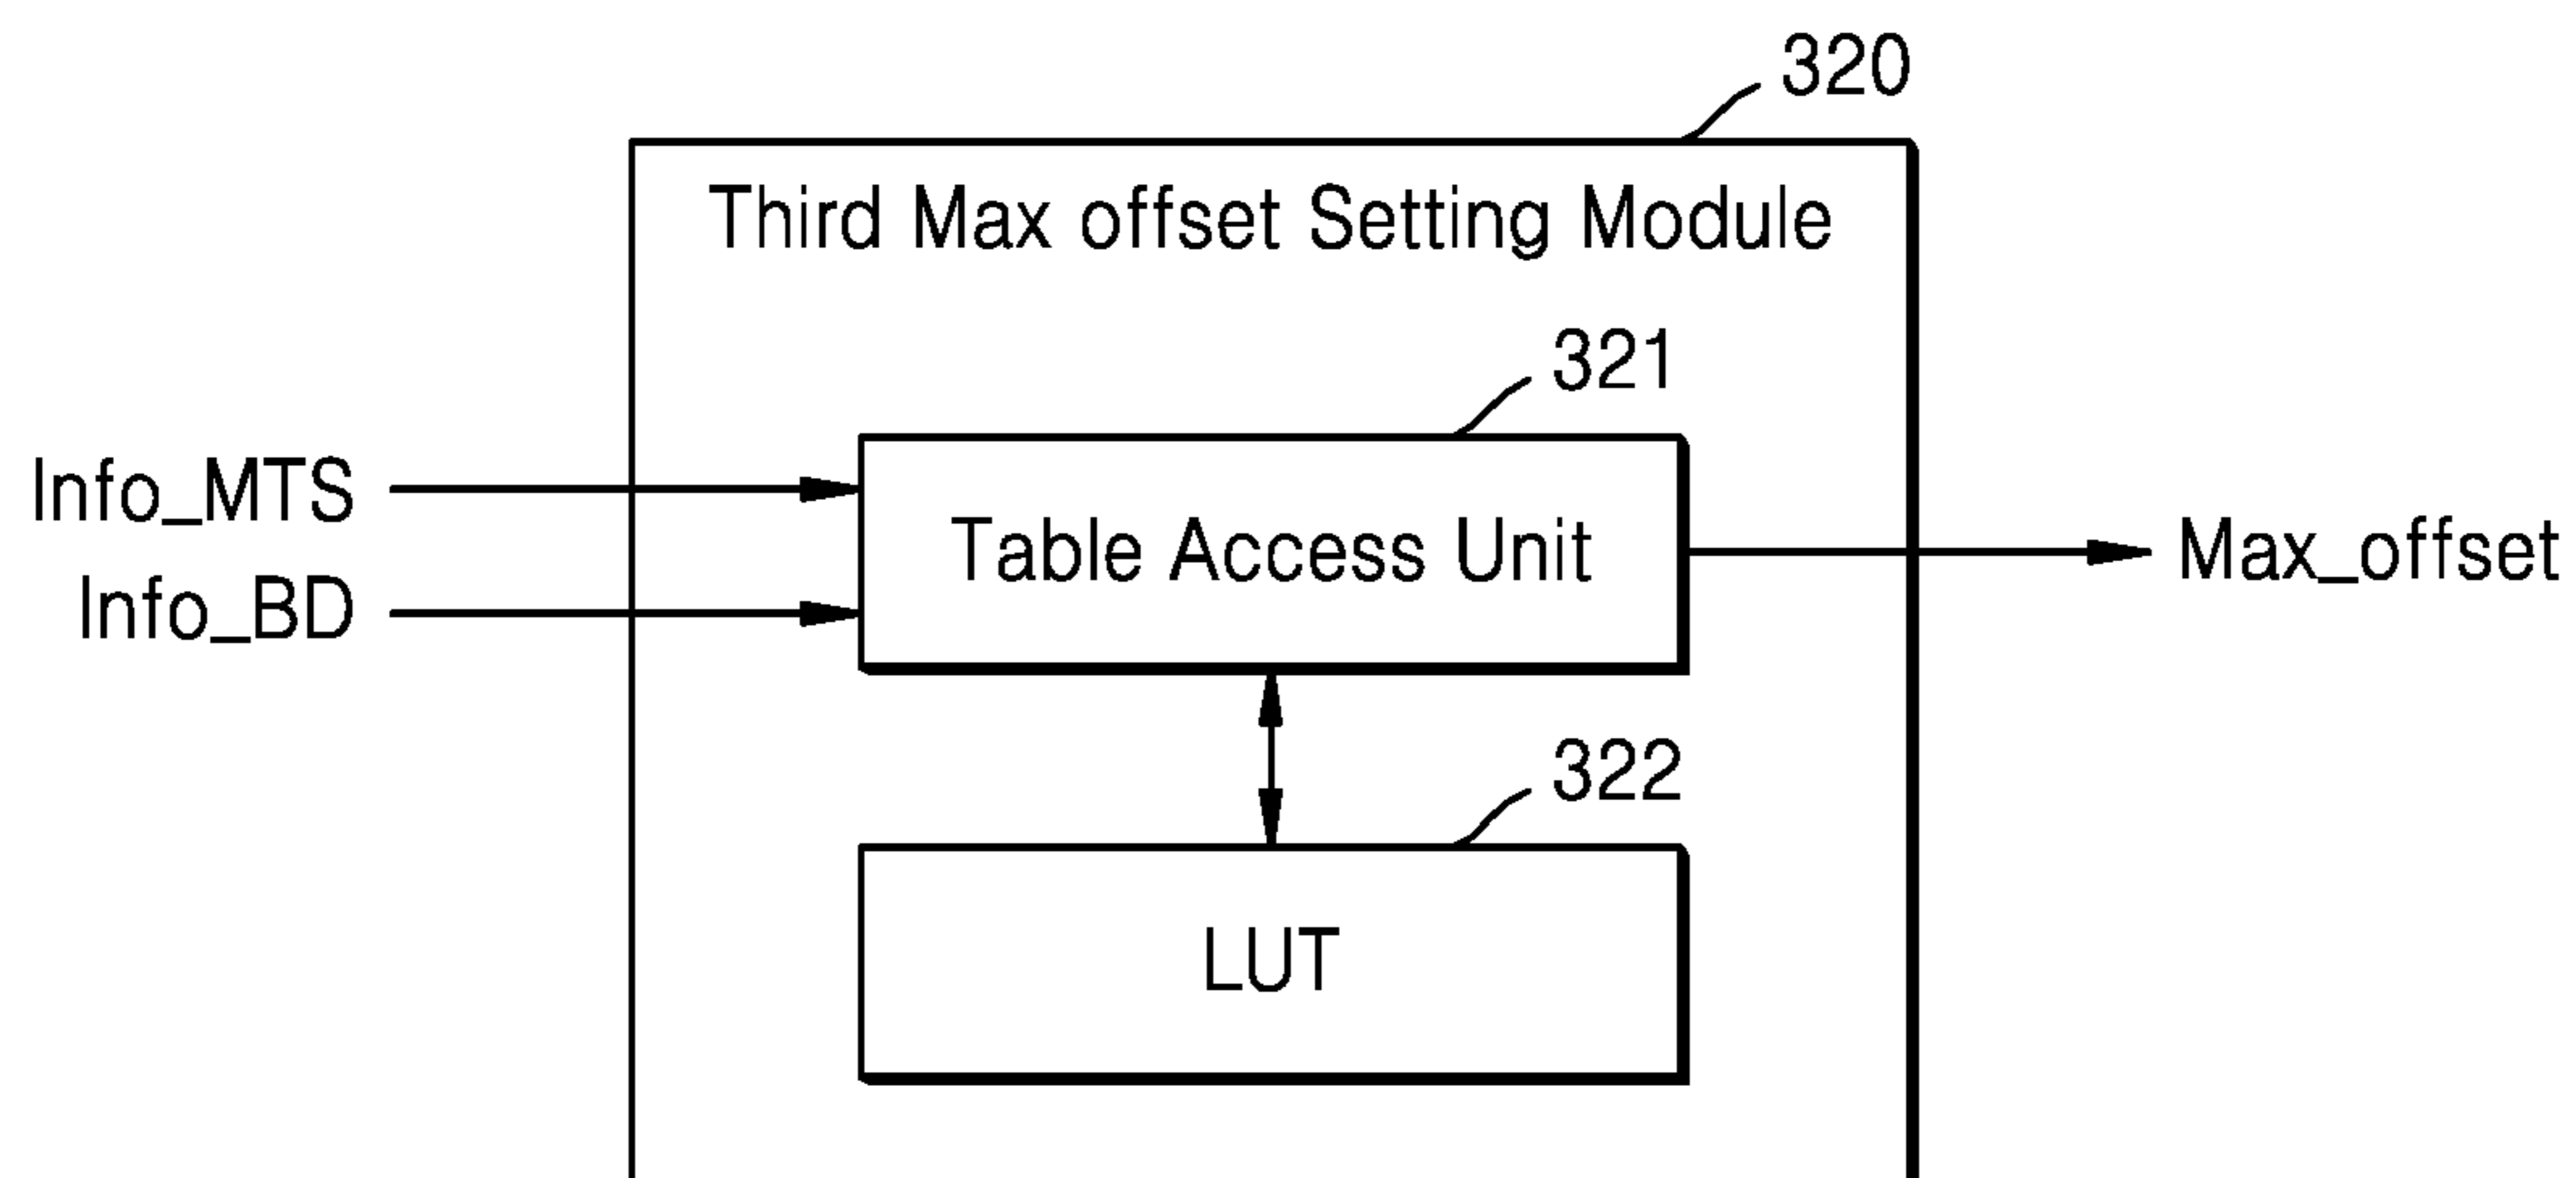 320
Third Max offset Setting Module
321
Info_MTS
Table Access Unit
Max_offset
Info_BD
322
LUT